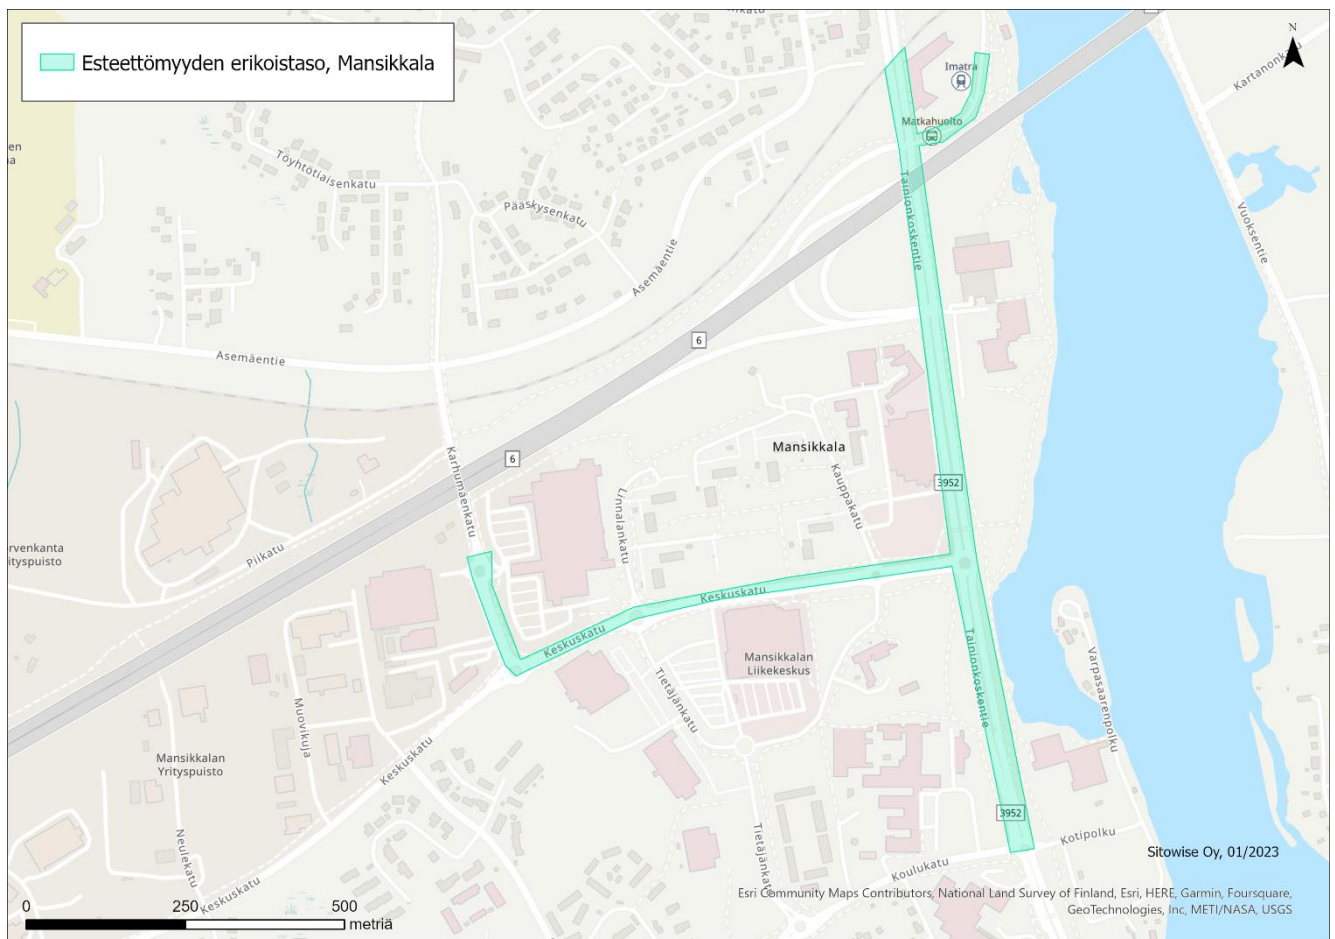 Esteettömyyden erikoistaso, Mansikkala
N
Imatra
Matkahuolto
Kartanonkatu
Töyhtötiaisenkatu
Pääskysenkatu
Vuoksentie
Tainionkoskentie
Asemäentie
Asemäentie
6
6
Karhumäenkatu
Mansikkala
Kauppakatu
Linnalankatu
3952
Piikatu
Keskuskatu
Keskuskatu
Mansikkalan
Liikekeskus
Tietäjänkatu
Tainionkoskentie
Varpasaarenpolku
Muovikuja
Keskuskatu
Mansikkalan
Yrityspuisto
Neulekatu
Tietäjänkatu
3952
Kotipolku
Koulukatu
Keskuskatu
Sitowise Oy, 01/2023
0 250 500
metriä
Esri Community Maps Contributors, National Land Survey of Finland, Esri, HERE, Garmin, Foursquare,
GeoTechnologies, Inc, METI/NASA, USGS